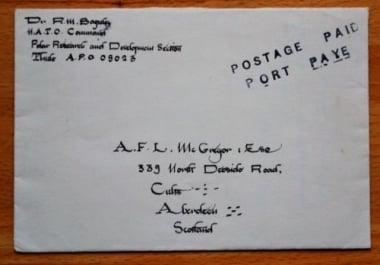 Dr R.M. Bagulay
N.A.T.O Command
Polar Research and Development Section
Thule A.P.O 09023
POSTAGE PAID
PORT PAYE
A.F.L. McGregor : Esq
339 North Deeside Road,
Cults
Aberdeen
Scotland